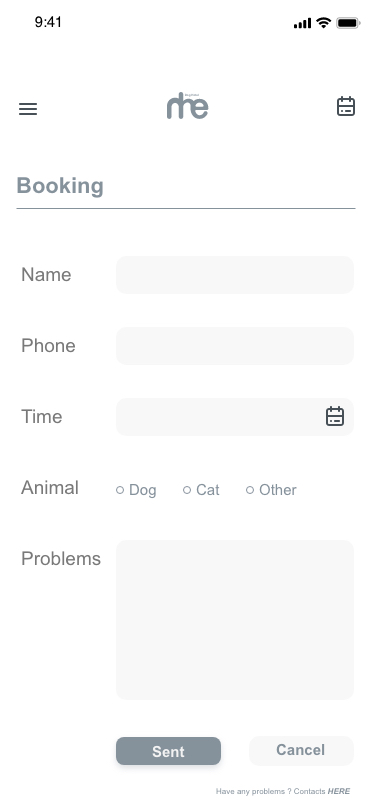 9:41
me
Booking
Name
Phone
Time
Animal
Dog Cat Other
Problems
Sent Cancel
Have any problems ? Contacts HERE